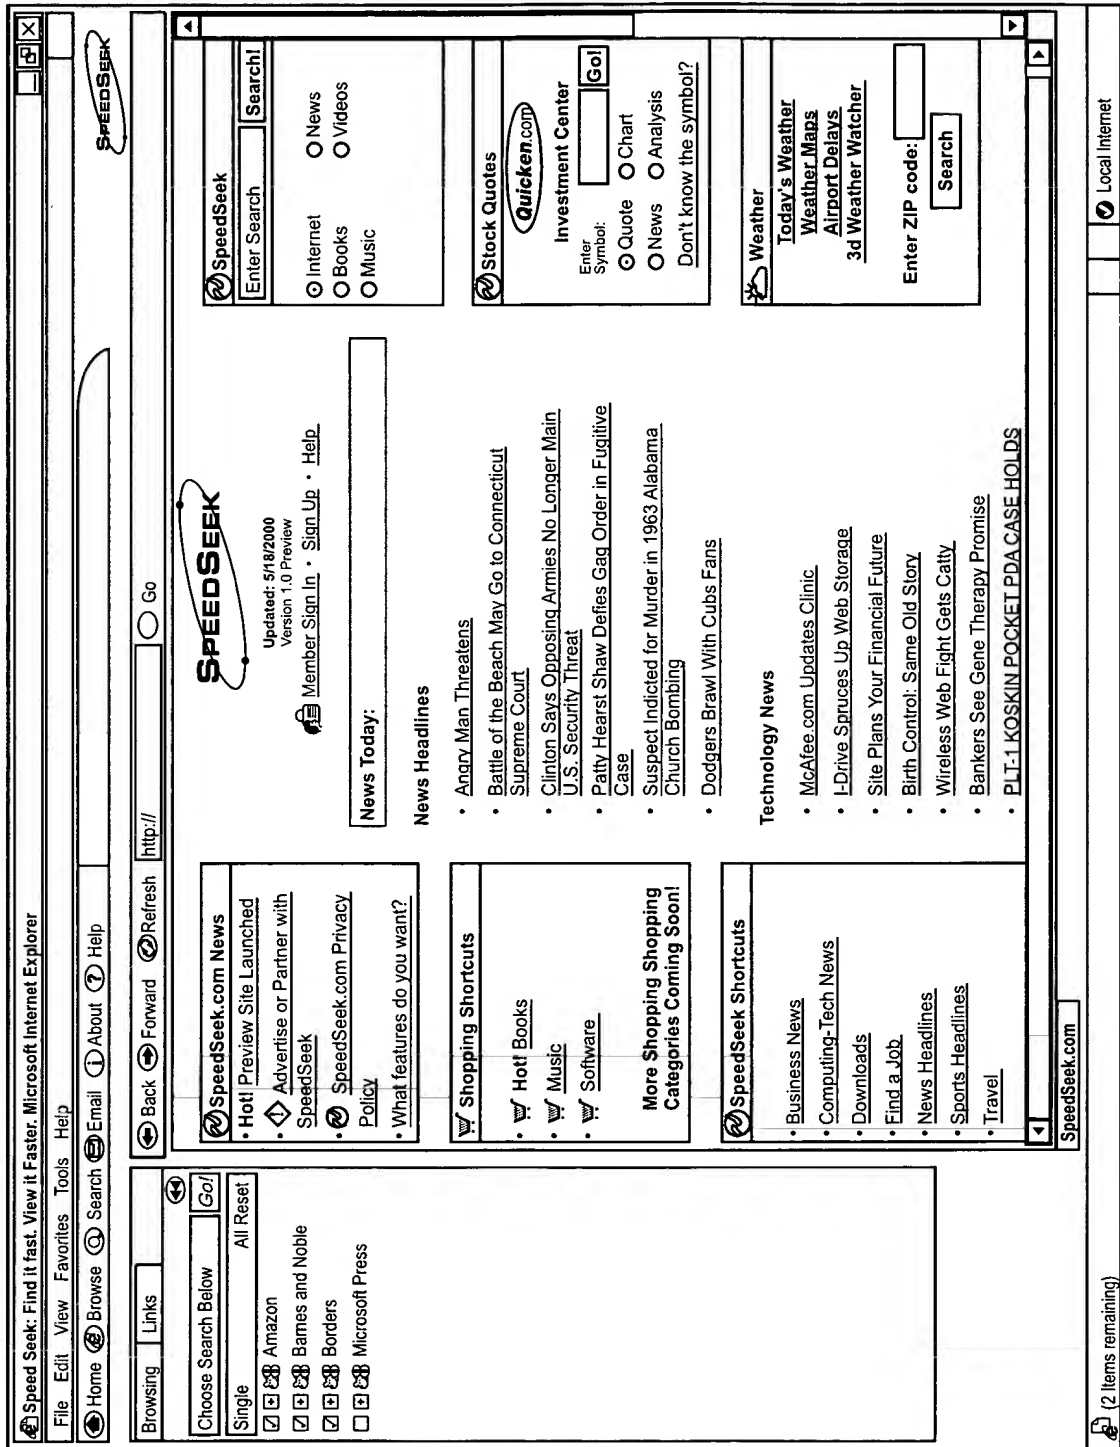 Speed Seek: Find it fast. View it Faster. Microsoft Internet Explorer
File Edit View Favorites Tools Help
Home Browse Search Email About Help
SPEEDSEEK
Browsing Links
Choose Search Below Go!
Single All Reset
Amazon
Barnes and Noble
Borders
Microsoft Press
Back Forward Refresh http:// Go
SpeedSeek.com News
• Hot! Preview Site Launched
• Advertise or Partner with
SpeedSeek
• SpeedSeek.com Privacy
Policy
• What features do you want?
Shopping Shortcuts
• Hot! Books
• Music
• Software
More Shopping Shopping
Categories Coming Soon!
SpeedSeek Shortcuts
• Business News
• Computing-Tech News
• Downloads
• Find a Job
• News Headlines
• Sports Headlines
• Travel
SPEEDSEEK
Updated: 5/18/2000
Version 1.0 Preview
Member Sign In • Sign Up • Help
News Today:
News Headlines
• Angry Man Threatens
• Battle of the Beach May Go to Connecticut
Supreme Court
• Clinton Says Opposing Armies No Longer Main
U.S. Security Threat
• Patty Hearst Shaw Defies Gag Order in Fugitive
Case
• Suspect Indicted for Murder in 1963 Alabama
Church Bombing
• Dodgers Brawl With Cubs Fans
Technology News
• McAfee.com Updates Clinic
• I-Drive Spruces Up Web Storage
• Site Plans Your Financial Future
• Birth Control: Same Old Story
• Wireless Web Fight Gets Catty
• Bankers See Gene Therapy Promise
• PLT-1 KOSKIN POCKET PDA CASE HOLDS
SpeedSeek
Enter Search Search!
Internet News
Books Videos
Music
Stock Quotes
Quicken.com
Investment Center
Enter
Symbol: Go!
Quote Chart
News Analysis
Don't know the symbol?
Weather
Today's Weather
Weather Maps
Airport Delays
3d Weather Watcher
Enter ZIP code:
Search
SpeedSeek.com
(2 Items remaining) Local Internet